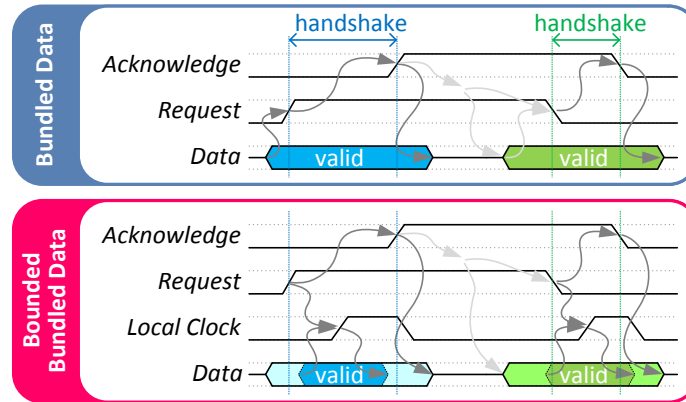 handshake handshake
Bundled Data
Acknowledge
Request
Data valid valid
Bounded
Bundled Data
Acknowledge
Request
Local Clock
Data valid valid